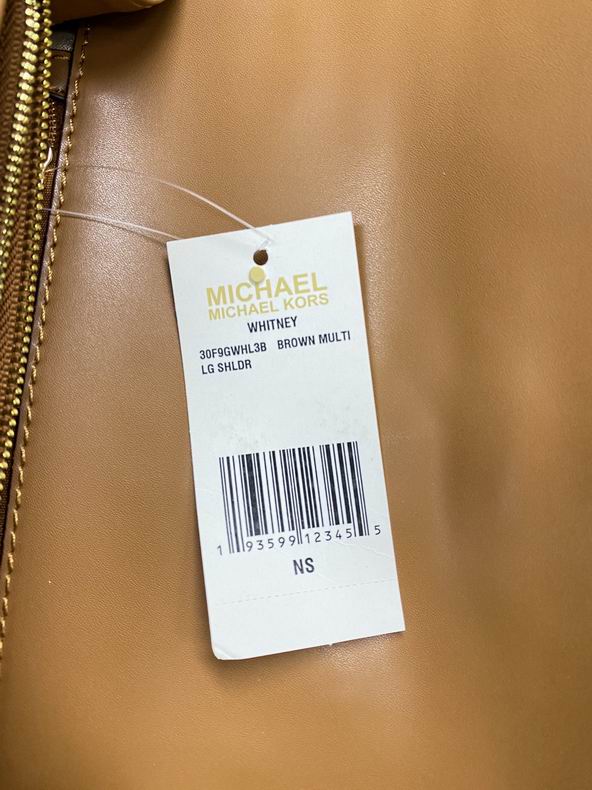 MICHAEL
MICHAEL KORS
WHITNEY
30F9GWHL3B BROWN MULTI
LG SHLDR
1 93599 12345 5
NS